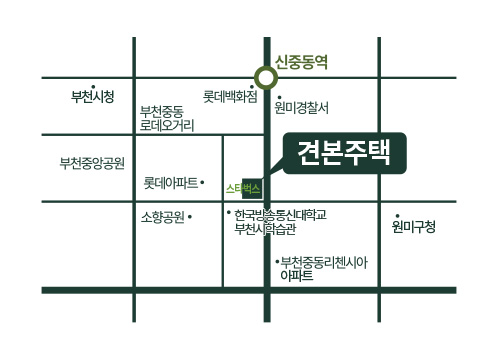 신중동역
부천시청
롯데백화점
원미경찰서
부천중동
로데오거리
견본주택
부천중앙공원
롯데아파트
스타벅스
소향공원
한국방송통신대학교
부천시학습관
원미구청
부천중동리첸시아
아파트